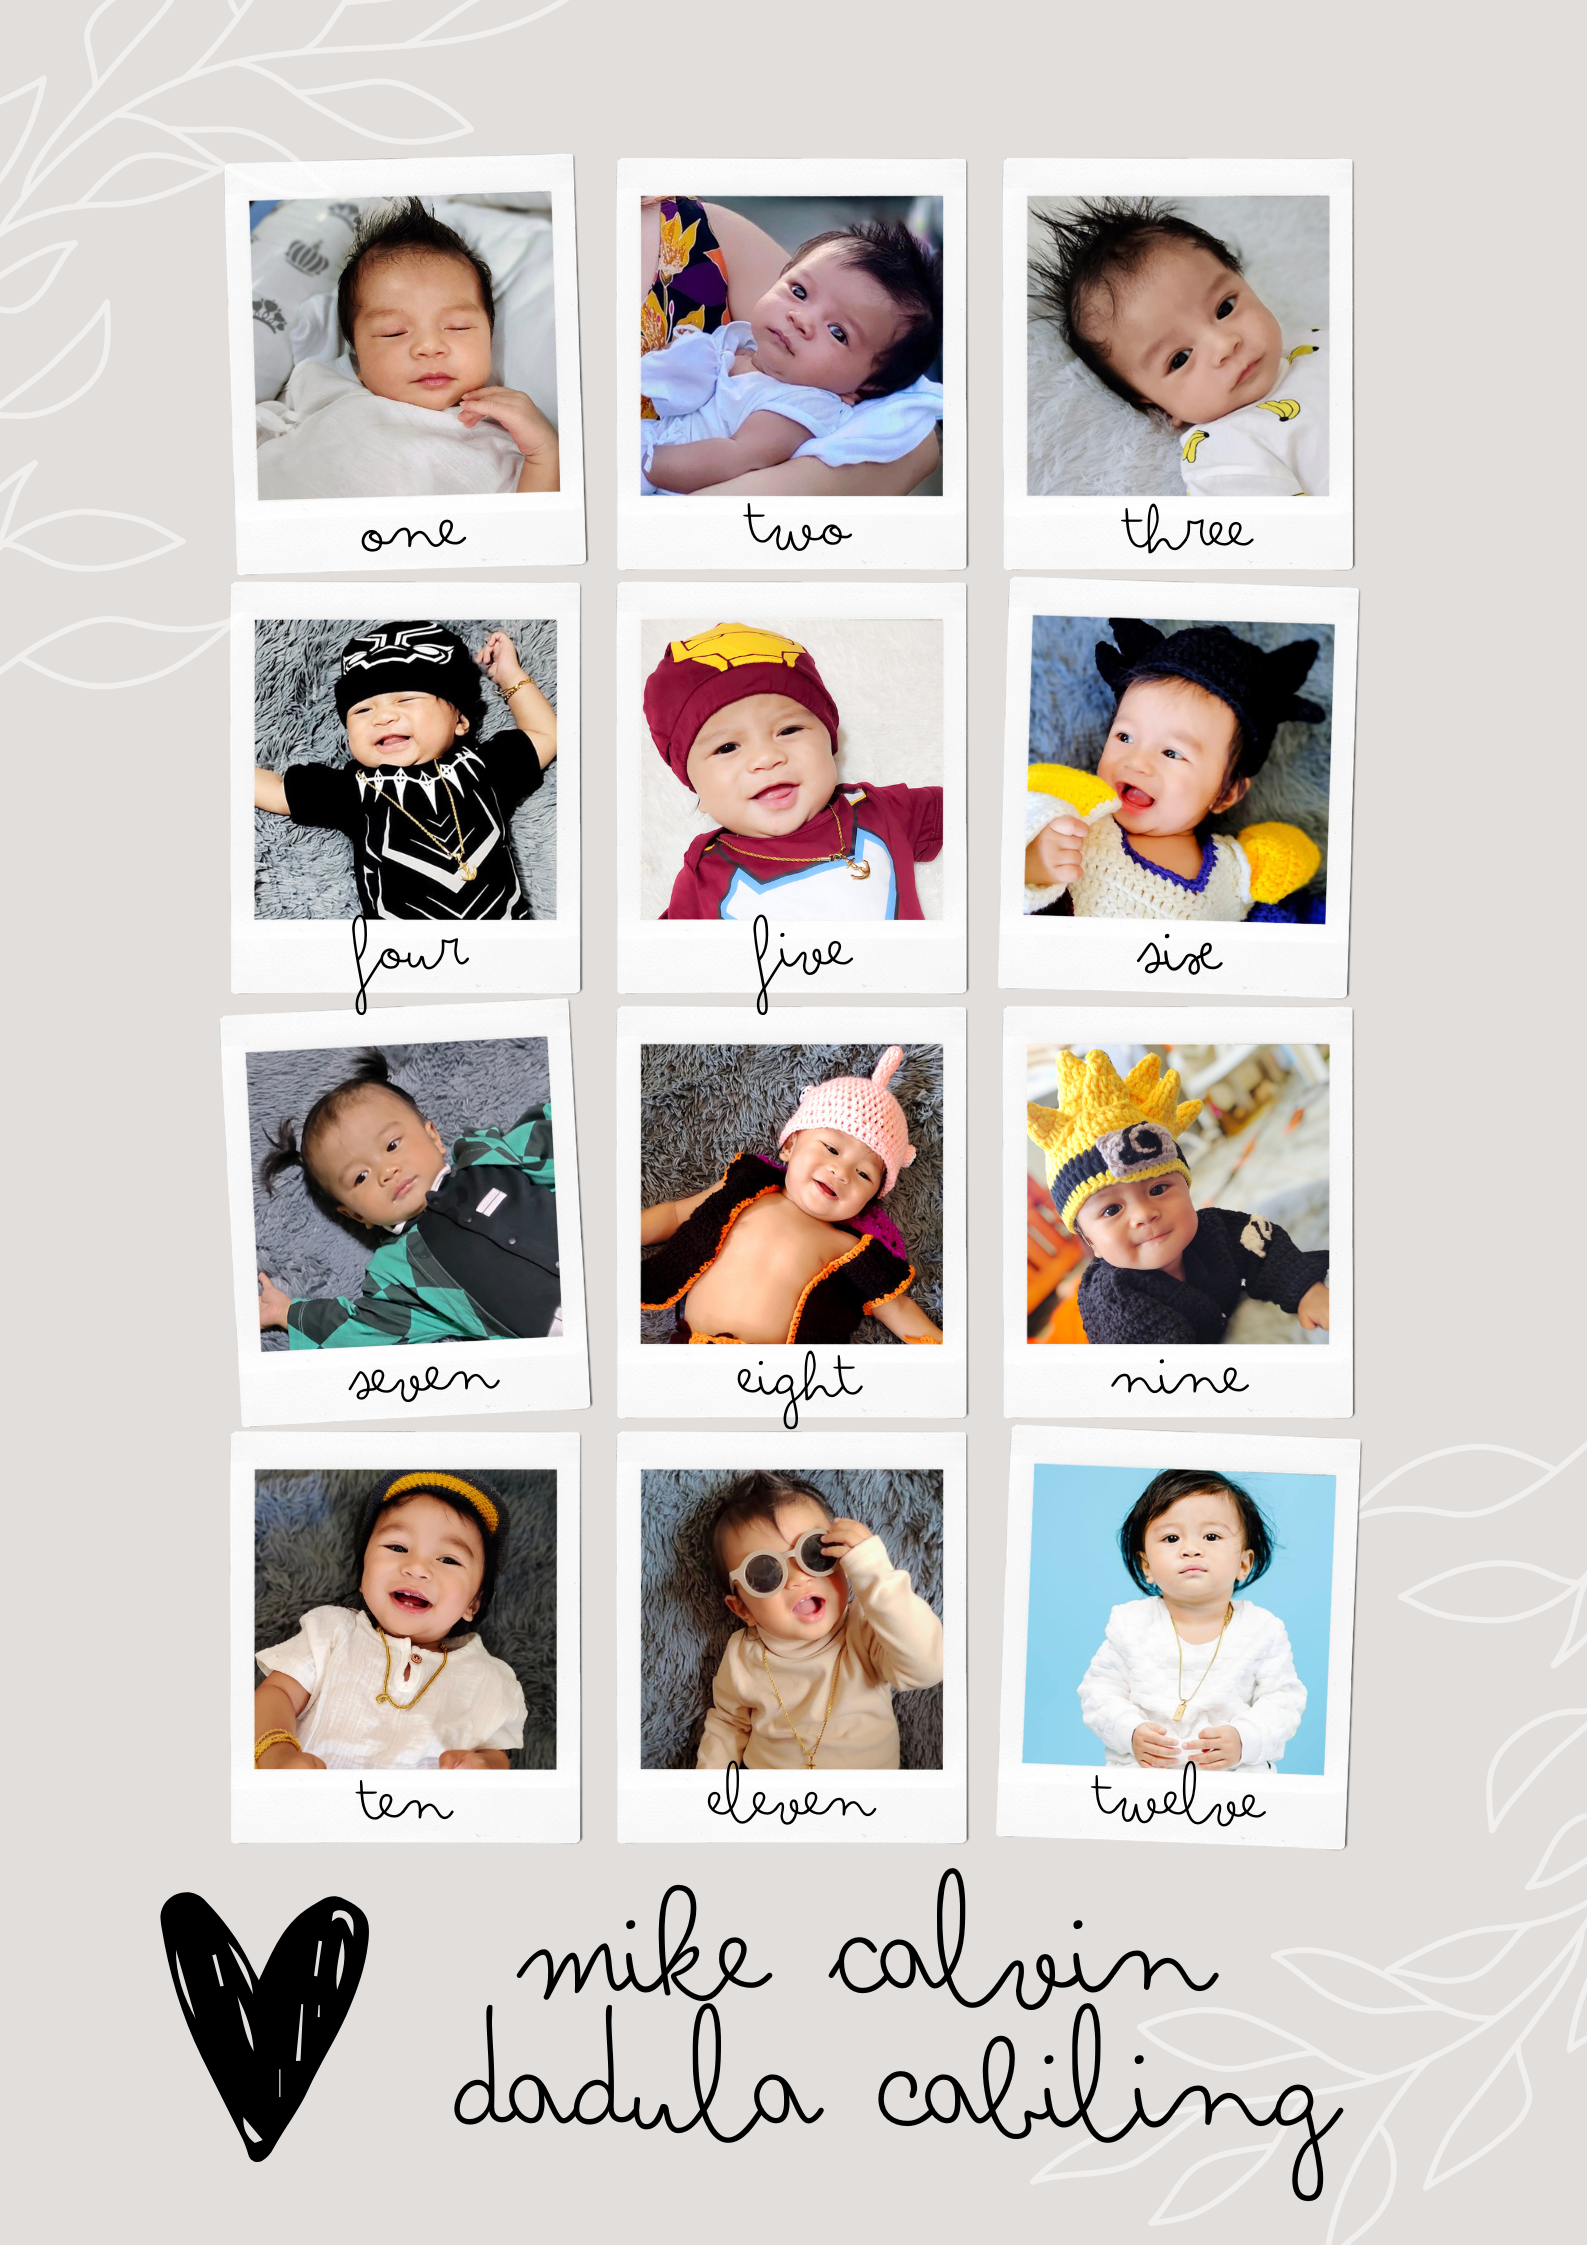 one
two
three
four
five
six
seven
eight
nine
ten
eleven
twelve
mike calvin
dadula cabiling